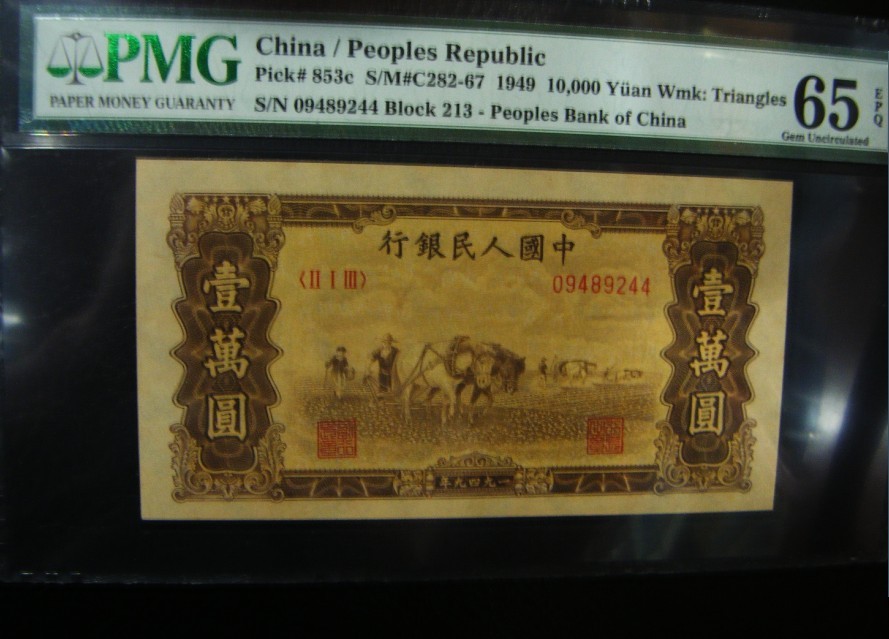 PMG
PAPER MONEY GUARANTY
China / Peoples Republic
Pick# 853c S/M#C282-67 1949 10,000 Yüan Wmk: Triangles
S/N 09489244 Block 213 - Peoples Bank of China
65 EPQ
Gem Uncirculated
行銀民人國中
〈II I III〉
09489244
壹萬圓
壹萬圓
年九四九一